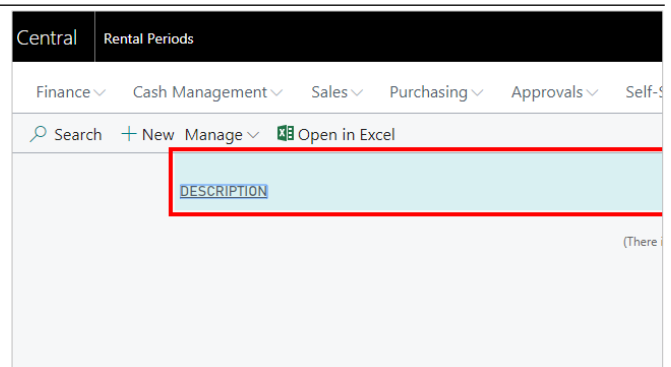 Central Rental Periods
Finance Cash Management Sales Purchasing Approvals Self-S
Search + New Manage Open in Excel
DESCRIPTION
(There i